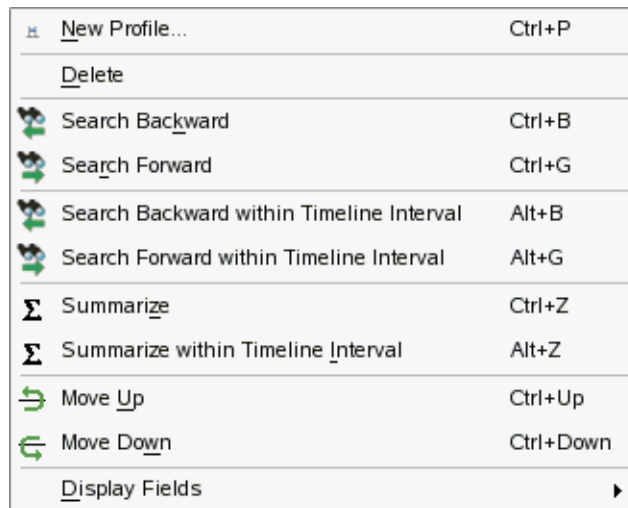 New Profile... Ctrl+P
Delete
Search Backward Ctrl+B
Search Forward Ctrl+G
Search Backward within Timeline Interval Alt+B
Search Forward within Timeline Interval Alt+G
Σ Summarize Ctrl+Z
Σ Summarize within Timeline Interval Alt+Z
Move Up Ctrl+Up
Move Down Ctrl+Down
Display Fields